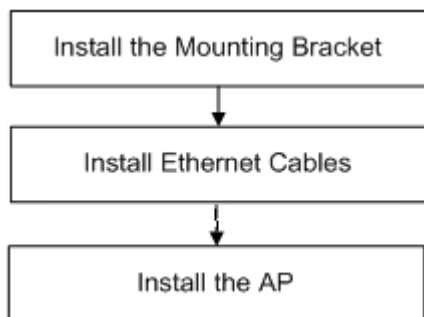 Install the Mounting Bracket
Install Ethernet Cables
Install the AP